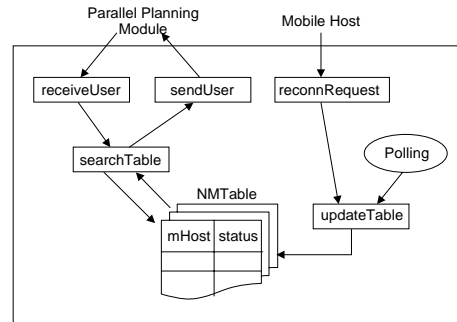 Parallel Planning
Module
Mobile Host
receiveUser
sendUser
reconnRequest
searchTable
Polling
NMTable
updateTable
mHost
status